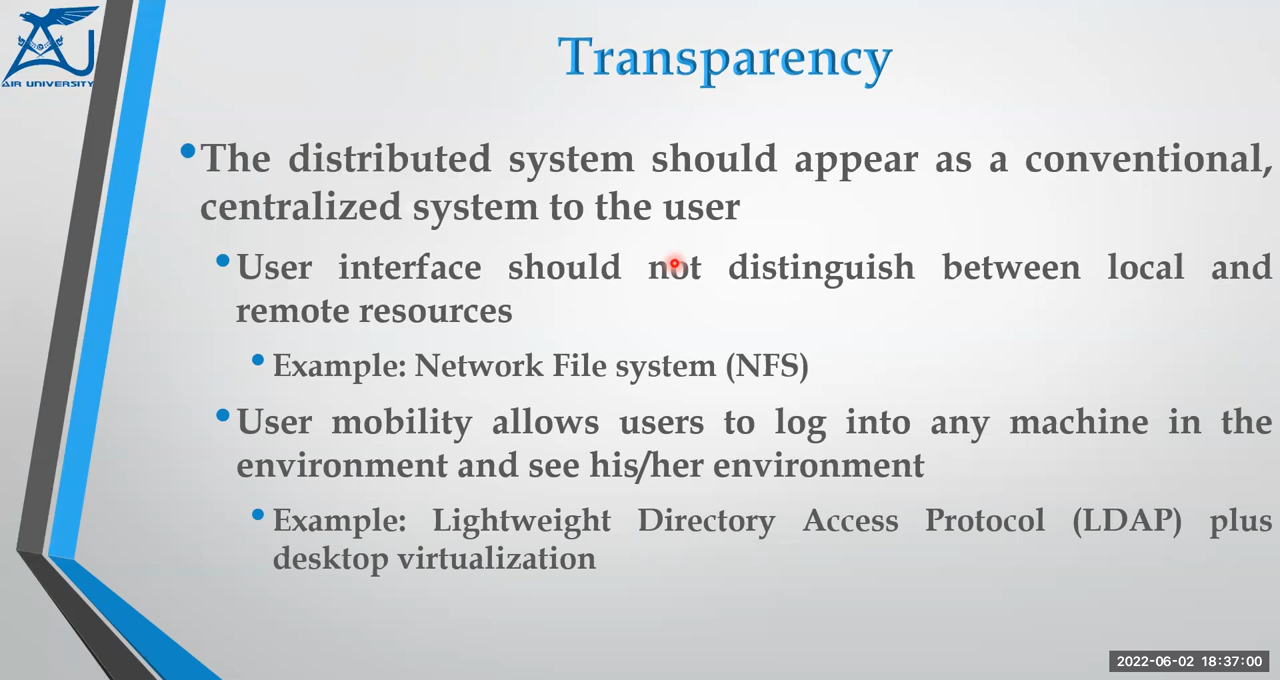 AIR UNIVERSITY
Transparency
The distributed system should appear as a conventional,
centralized system to the user
User interface should not distinguish between local and
remote resources
Example: Network File system (NFS)
User mobility allows users to log into any machine in the
environment and see his/her environment
Example: Lightweight Directory Access Protocol (LDAP) plus
desktop virtualization
2022-06-02 18:37:00